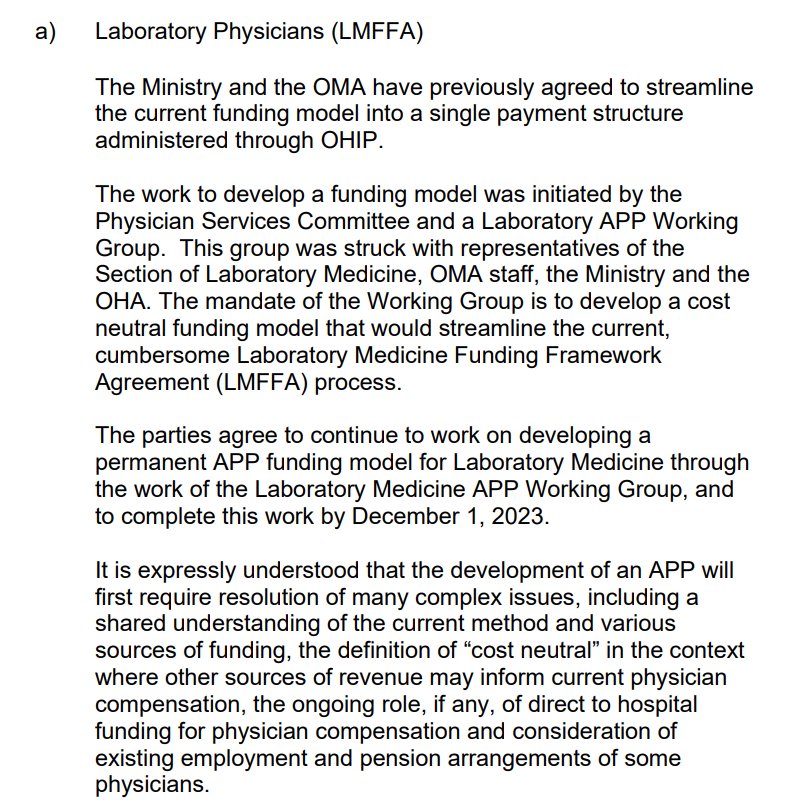 a) Laboratory Physicians (LMFFA)
The Ministry and the OMA have previously agreed to streamline
the current funding model into a single payment structure
administered through OHIP.
The work to develop a funding model was initiated by the
Physician Services Committee and a Laboratory APP Working
Group.  This group was struck with representatives of the
Section of Laboratory Medicine, OMA staff, the Ministry and the
OHA. The mandate of the Working Group is to develop a cost
neutral funding model that would streamline the current,
cumbersome Laboratory Medicine Funding Framework
Agreement (LMFFA) process.
The parties agree to continue to work on developing a
permanent APP funding model for Laboratory Medicine through
the work of the Laboratory Medicine APP Working Group, and
to complete this work by December 1, 2023.
It is expressly understood that the development of an APP will
first require resolution of many complex issues, including a
shared understanding of the current method and various
sources of funding, the definition of “cost neutral” in the context
where other sources of revenue may inform current physician
compensation, the ongoing role, if any, of direct to hospital
funding for physician compensation and consideration of
existing employment and pension arrangements of some
physicians.